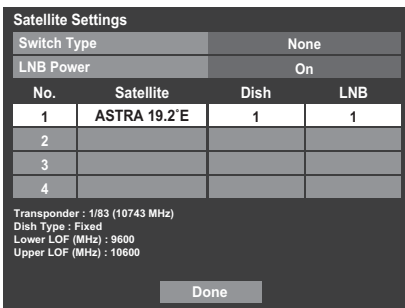 Satellite Settings
Switch Type None
LNB Power On
No. Satellite Dish LNB
1 ASTRA 19.2°E 1 1
2
3
4
Transponder : 1/83 (10743 MHz)
Dish Type : Fixed
Lower LOF (MHz) : 9600
Upper LOF (MHz) : 10600
Done